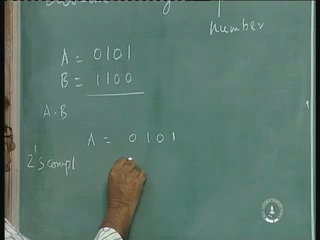 number
A = 0101
B = 1100
A-B
A = 0101
2's compl